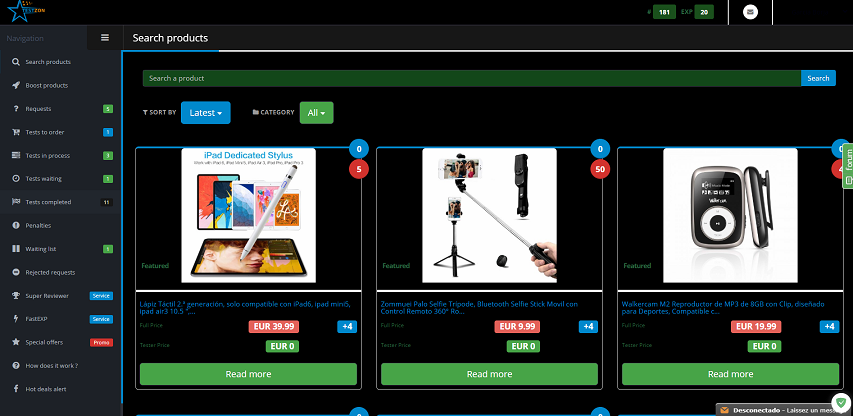 TESTZON
# 181 EXP 20
Navigation
Search products
Search products
Boost products
Requests 5
Tests to order 1
Tests in process 3
Tests waiting 1
Tests completed 11
Penalties
Waiting list 1
Rejected requests
Super Reviewer Service
FastEXP Service
Special offers Promo
How does it work ?
Hot deals alert
Search a product
Search
SORT BY Latest
CATEGORY All
0
5
iPad Dedicated Stylus
Featured
Lápiz Táctil 2.ª generación, solo compatible con iPad6, ipad mini5,
ipad air3 10.5 ",...
Full Price EUR 39.99 +4
Tester Price EUR 0
Read more
0
50
Featured
Zommuei Palo Selfie Trípode, Bluetooth Selfie Stick Movil con
Control Remoto 360° Ro...
Full Price EUR 9.99 +4
Tester Price EUR 0
Read more
Walkercam
Featured
Walkercam M2 Reproductor de MP3 de 8GB con Clip, diseñado
para Deportes, Compatible c...
Full Price EUR 19.99 +4
Tester Price EUR 0
Read more
forum
0
0
Desconectado - Laissez un mess